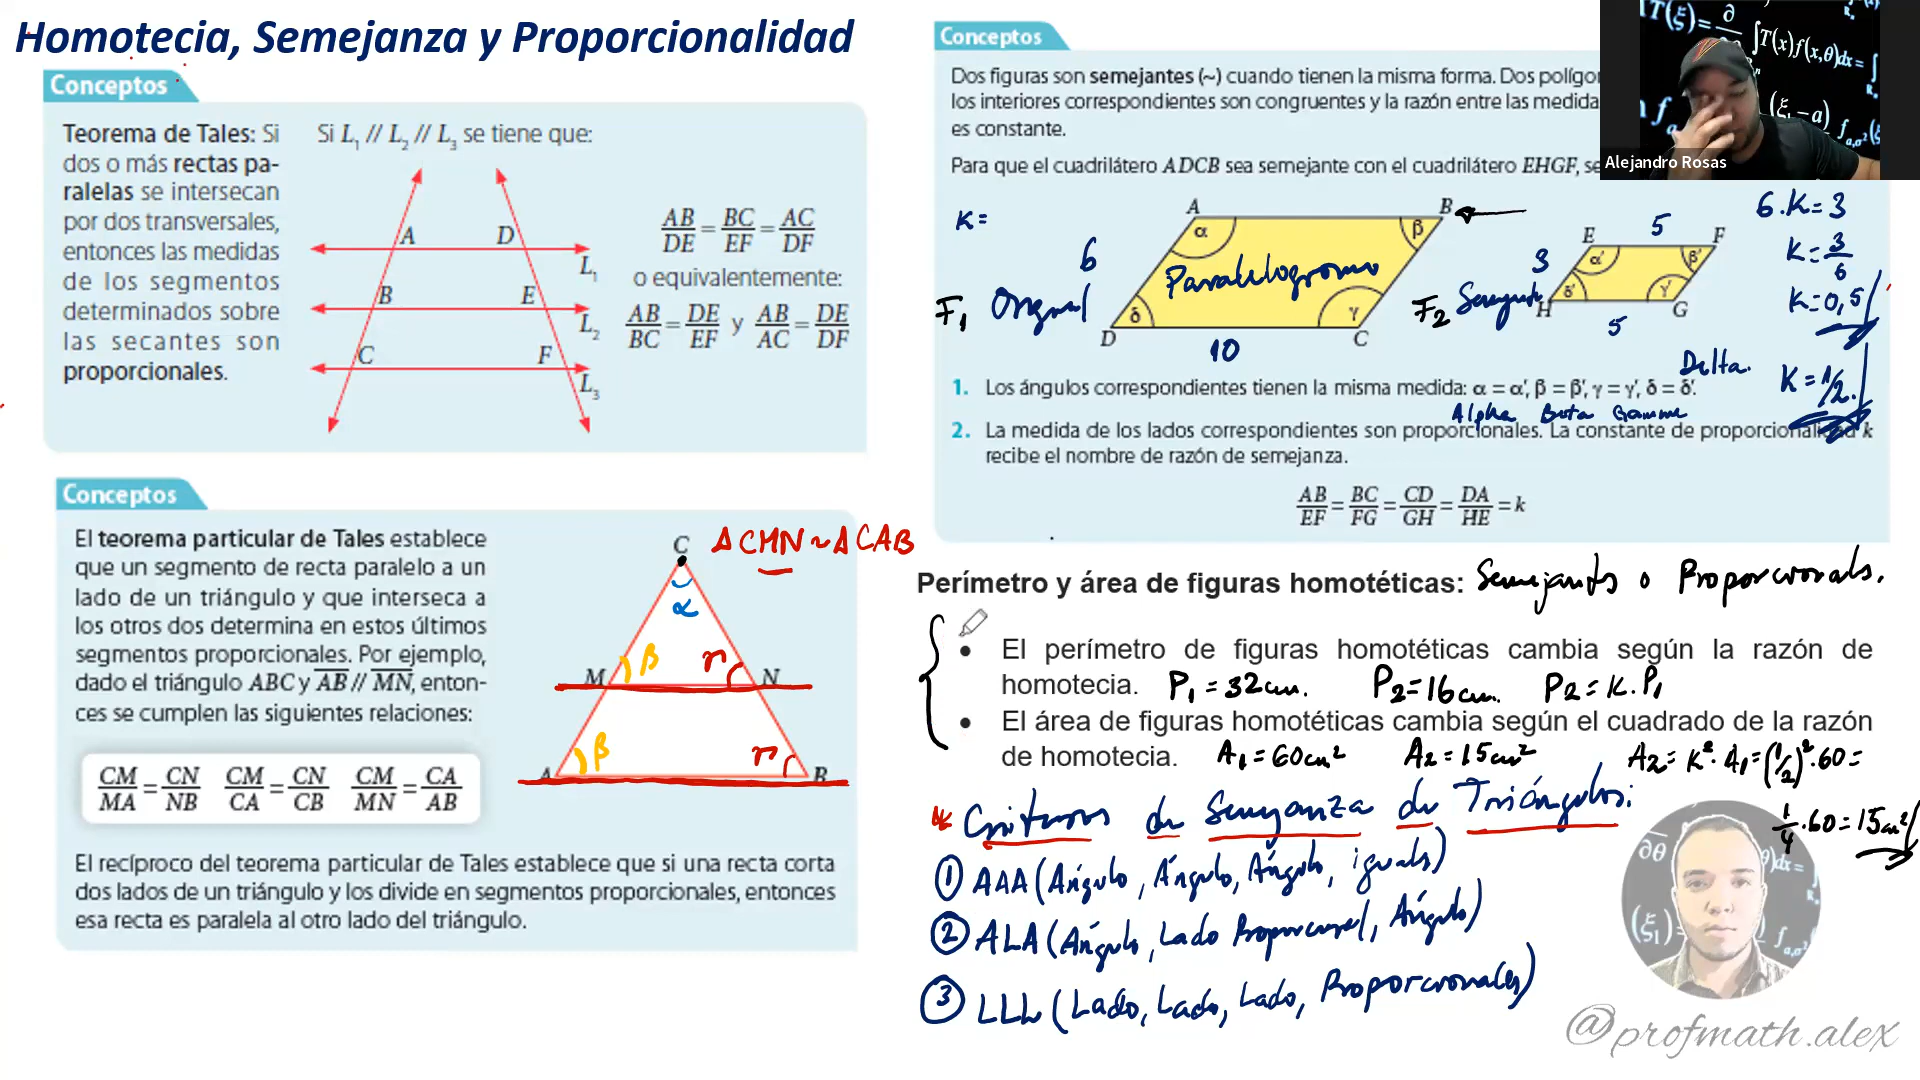 Homotecia, Semejanza y Proporcionalidad
Conceptos
Teorema de Tales: Si
dos o más rectas pa-
ralelas se intersecan
por dos transversales,
entonces las medidas
de los segmentos
determinados sobre
las secantes son
proporcionales.
Si L₁ // L₂ // L₃ se tiene que:
A D L₁
B E L₂
C F L₃
AB/DE = BC/EF = AC/DF
o equivalentemente:
AB/BC = DE/EF y AB/AC = DE/DF
Conceptos
El teorema particular de Tales establece
que un segmento de recta paralelo a un
lado de un triángulo y que interseca a
los otros dos determina en estos últimos
segmentos proporcionales. Por ejemplo,
dado el triángulo ABC y AB // MN, enton-
ces se cumplen las siguientes relaciones:
CM/MA = CN/NB CM/CA = CN/CB CM/MN = CA/AB
C
Δ CMN ~ Δ CAB
α
M β r N
A β r B
El recíproco del teorema particular de Tales establece que si una recta corta
dos lados de un triángulo y los divide en segmentos proporcionales, entonces
esa recta es paralela al otro lado del triángulo.
Conceptos
Dos figuras son semejantes (~) cuando tienen la misma forma. Dos polígo
los interiores correspondientes son congruentes y la razón entre las medida
es constante.
Para que el cuadrilátero ADCB sea semejante con el cuadrilátero EHGF, se
Alejandro Rosas
K =
A B
α β
6 Paralelogramo
F₁ Original
δ γ
D 10 C
E 5 F
3 α' β'
F₂ H δ' γ' G
5
6.K = 3
K = 3/6
K = 0,5
K = 1/2.
Delta.
1. Los ángulos correspondientes tienen la misma medida: α = α', β = β', γ = γ', δ = δ'.
Alpha Beta Gamma
2. La medida de los lados correspondientes son proporcionales. La constante de proporcionalidad k
recibe el nombre de razón de semejanza.
AB/EF = BC/FG = CD/GH = DA/HE = k
Perímetro y área de figuras homotéticas: Semejants o Proporcionals.
• El perímetro de figuras homotéticas cambia según la razón de
homotecia. P₁ = 32cm. P₂ = 16cm. P₂ = K . P₁
• El área de figuras homotéticas cambia según el cuadrado de la razón
de homotecia. A₁ = 60cm² A₂ = 15cm² A₂ = K² . A₁ = (1/2)² . 60 =
1/4 . 60 = 15cm²
* Criterios de Semejanza de Triángulos:
① AAA (Ángulo, Ángulo, Ángulo, iguals)
② ALA (Ángulo, Lado Proporcional, Ángulo)
③ LLL (Lado, Lado, Lado, Proporcionales)
@profmath.alex